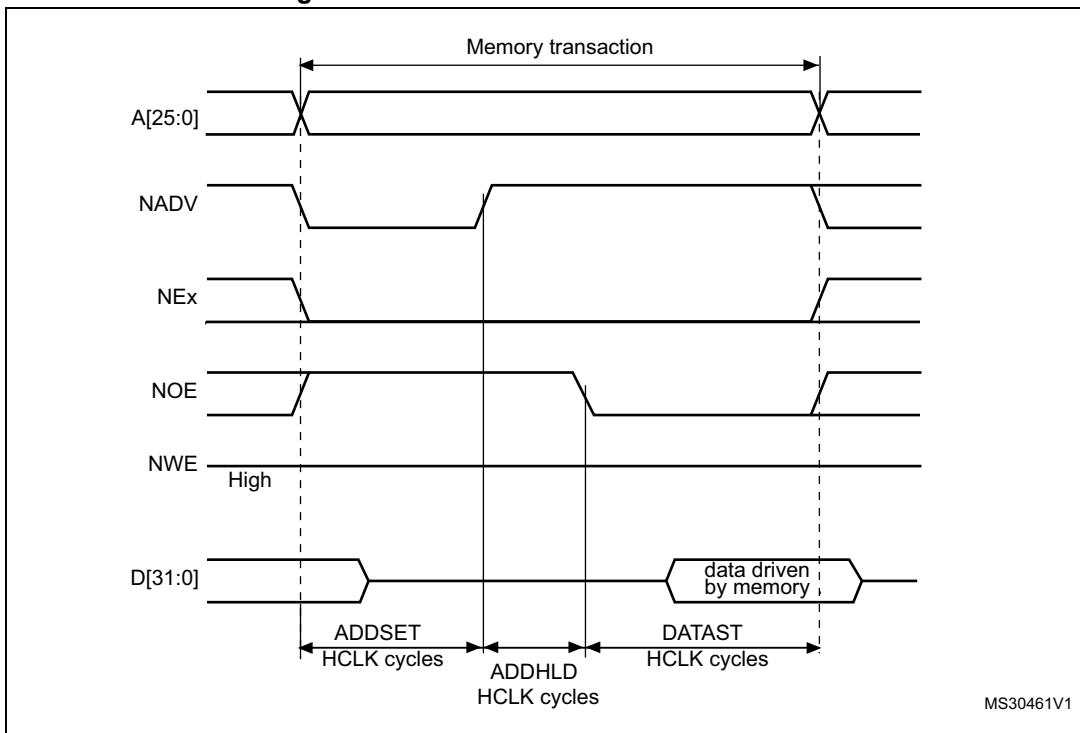 Memory transaction
A[25:0]
NADV
NEx
NOE
NWE
High
D[31:0]
data driven
by memory
ADDSET
HCLK cycles
DATAST
HCLK cycles
ADDHLD
HCLK cycles
MS30461V1